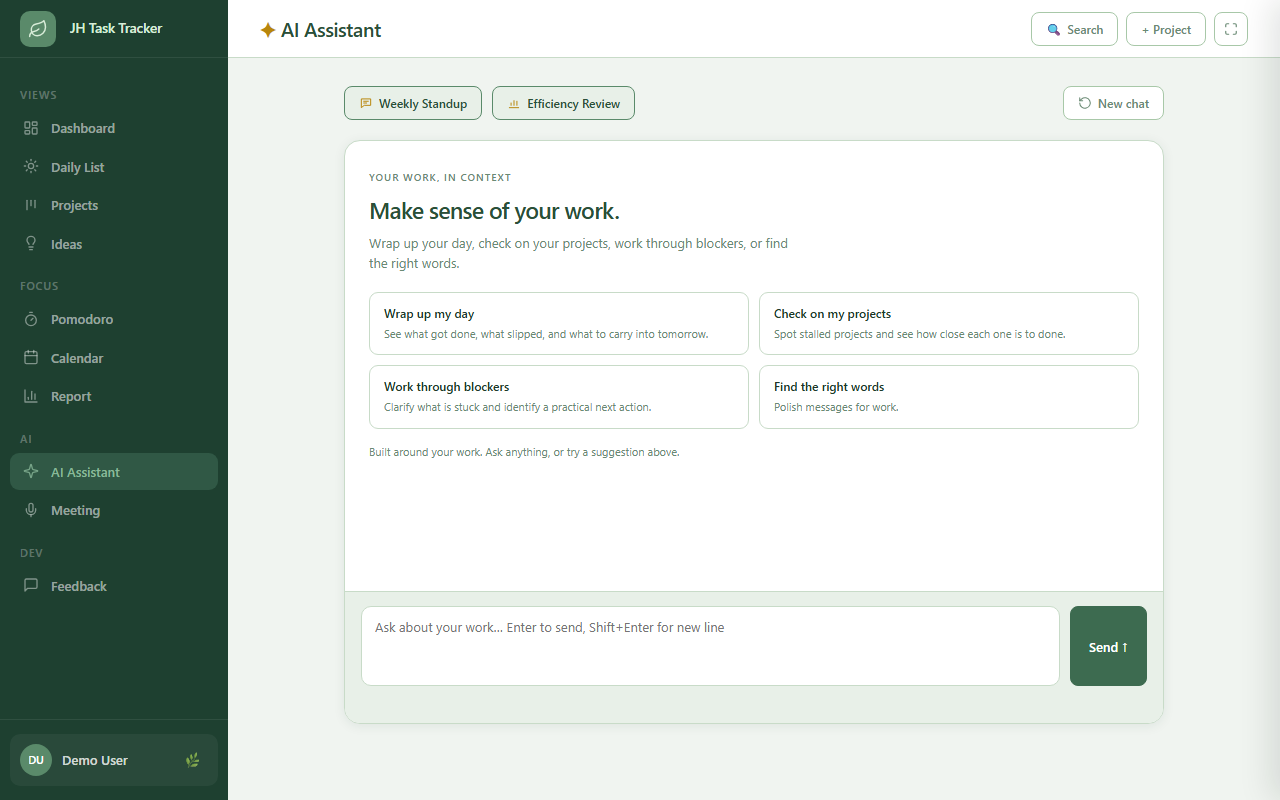 JH Task Tracker
VIEWS
Dashboard
Daily List
Projects
Ideas
FOCUS
Pomodoro
Calendar
Report
AI
AI Assistant
Meeting
DEV
Feedback
DU
Demo User
AI Assistant
Search
+ Project
Weekly Standup
Efficiency Review
New chat
YOUR WORK, IN CONTEXT
Make sense of your work.
Wrap up your day, check on your projects, work through blockers, or find
the right words.
Wrap up my day
See what got done, what slipped, and what to carry into tomorrow.
Check on my projects
Spot stalled projects and see how close each one is to done.
Work through blockers
Clarify what is stuck and identify a practical next action.
Find the right words
Polish messages for work.
Built around your work. Ask anything, or try a suggestion above.
Ask about your work... Enter to send, Shift+Enter for new line
Send ↑